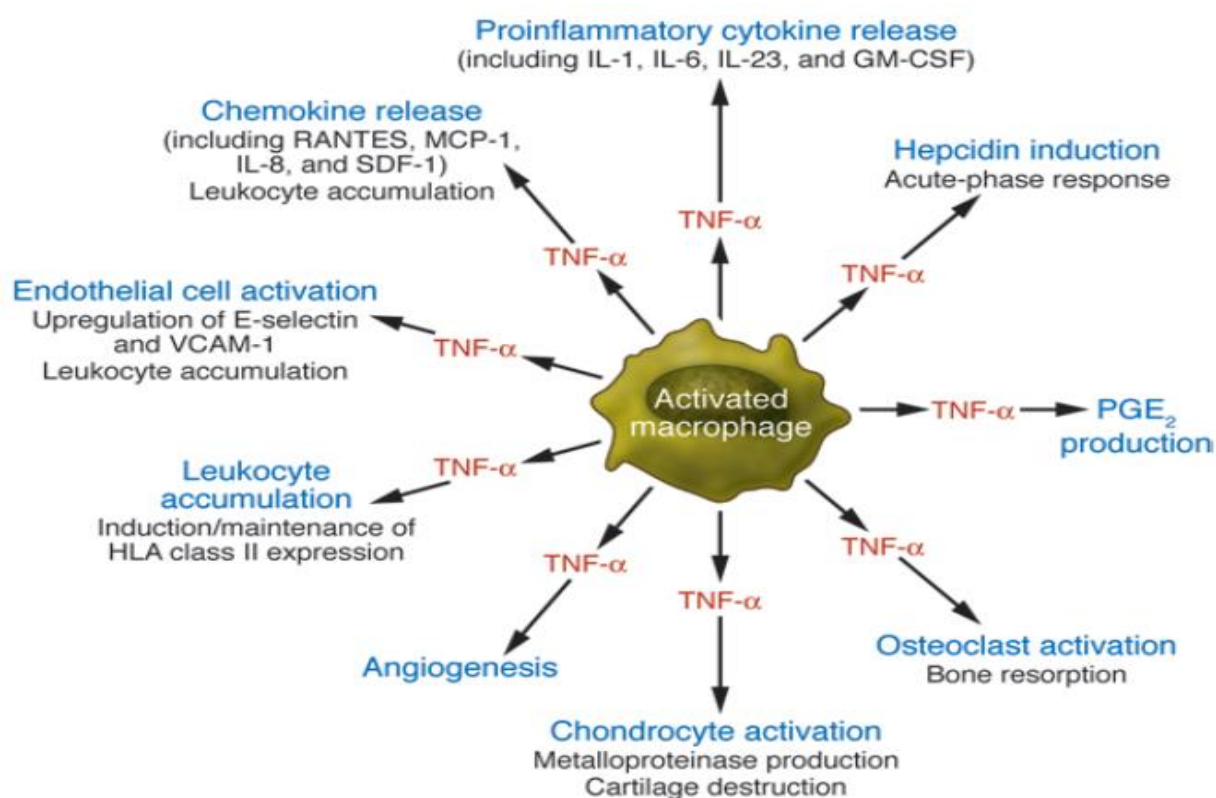 Proinflammatory cytokine release
(including IL-1, IL-6, IL-23, and GM-CSF)
Chemokine release
(including RANTES, MCP-1,
IL-8, and SDF-1)
Leukocyte accumulation
Hepcidin induction
Acute-phase response
TNF-α
TNF-α
TNF-α
Endothelial cell activation
Upregulation of E-selectin
and VCAM-1
Leukocyte accumulation
TNF-α
Activated
macrophage
TNF-α
PGE₂
production
Leukocyte
accumulation
Induction/maintenance of
HLA class II expression
TNF-α
TNF-α
TNF-α
TNF-α
Angiogenesis
Osteoclast activation
Bone resorption
Chondrocyte activation
Metalloproteinase production
Cartilage destruction